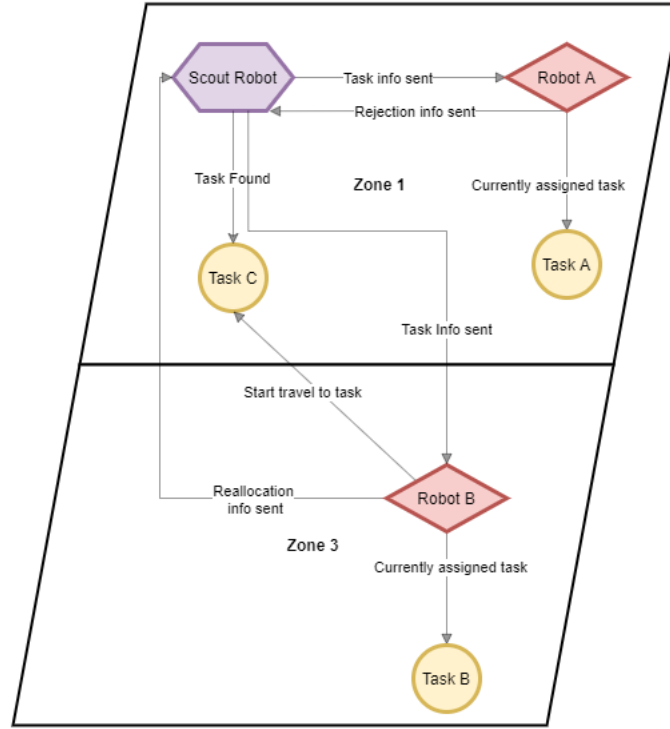 Scout Robot
Task info sent
Robot A
Rejection info sent
Task Found
Zone 1
Currently assigned task
Task C
Task A
Task Info sent
Start travel to task
Reallocation
info sent
Robot B
Zone 3
Currently assigned task
Task B